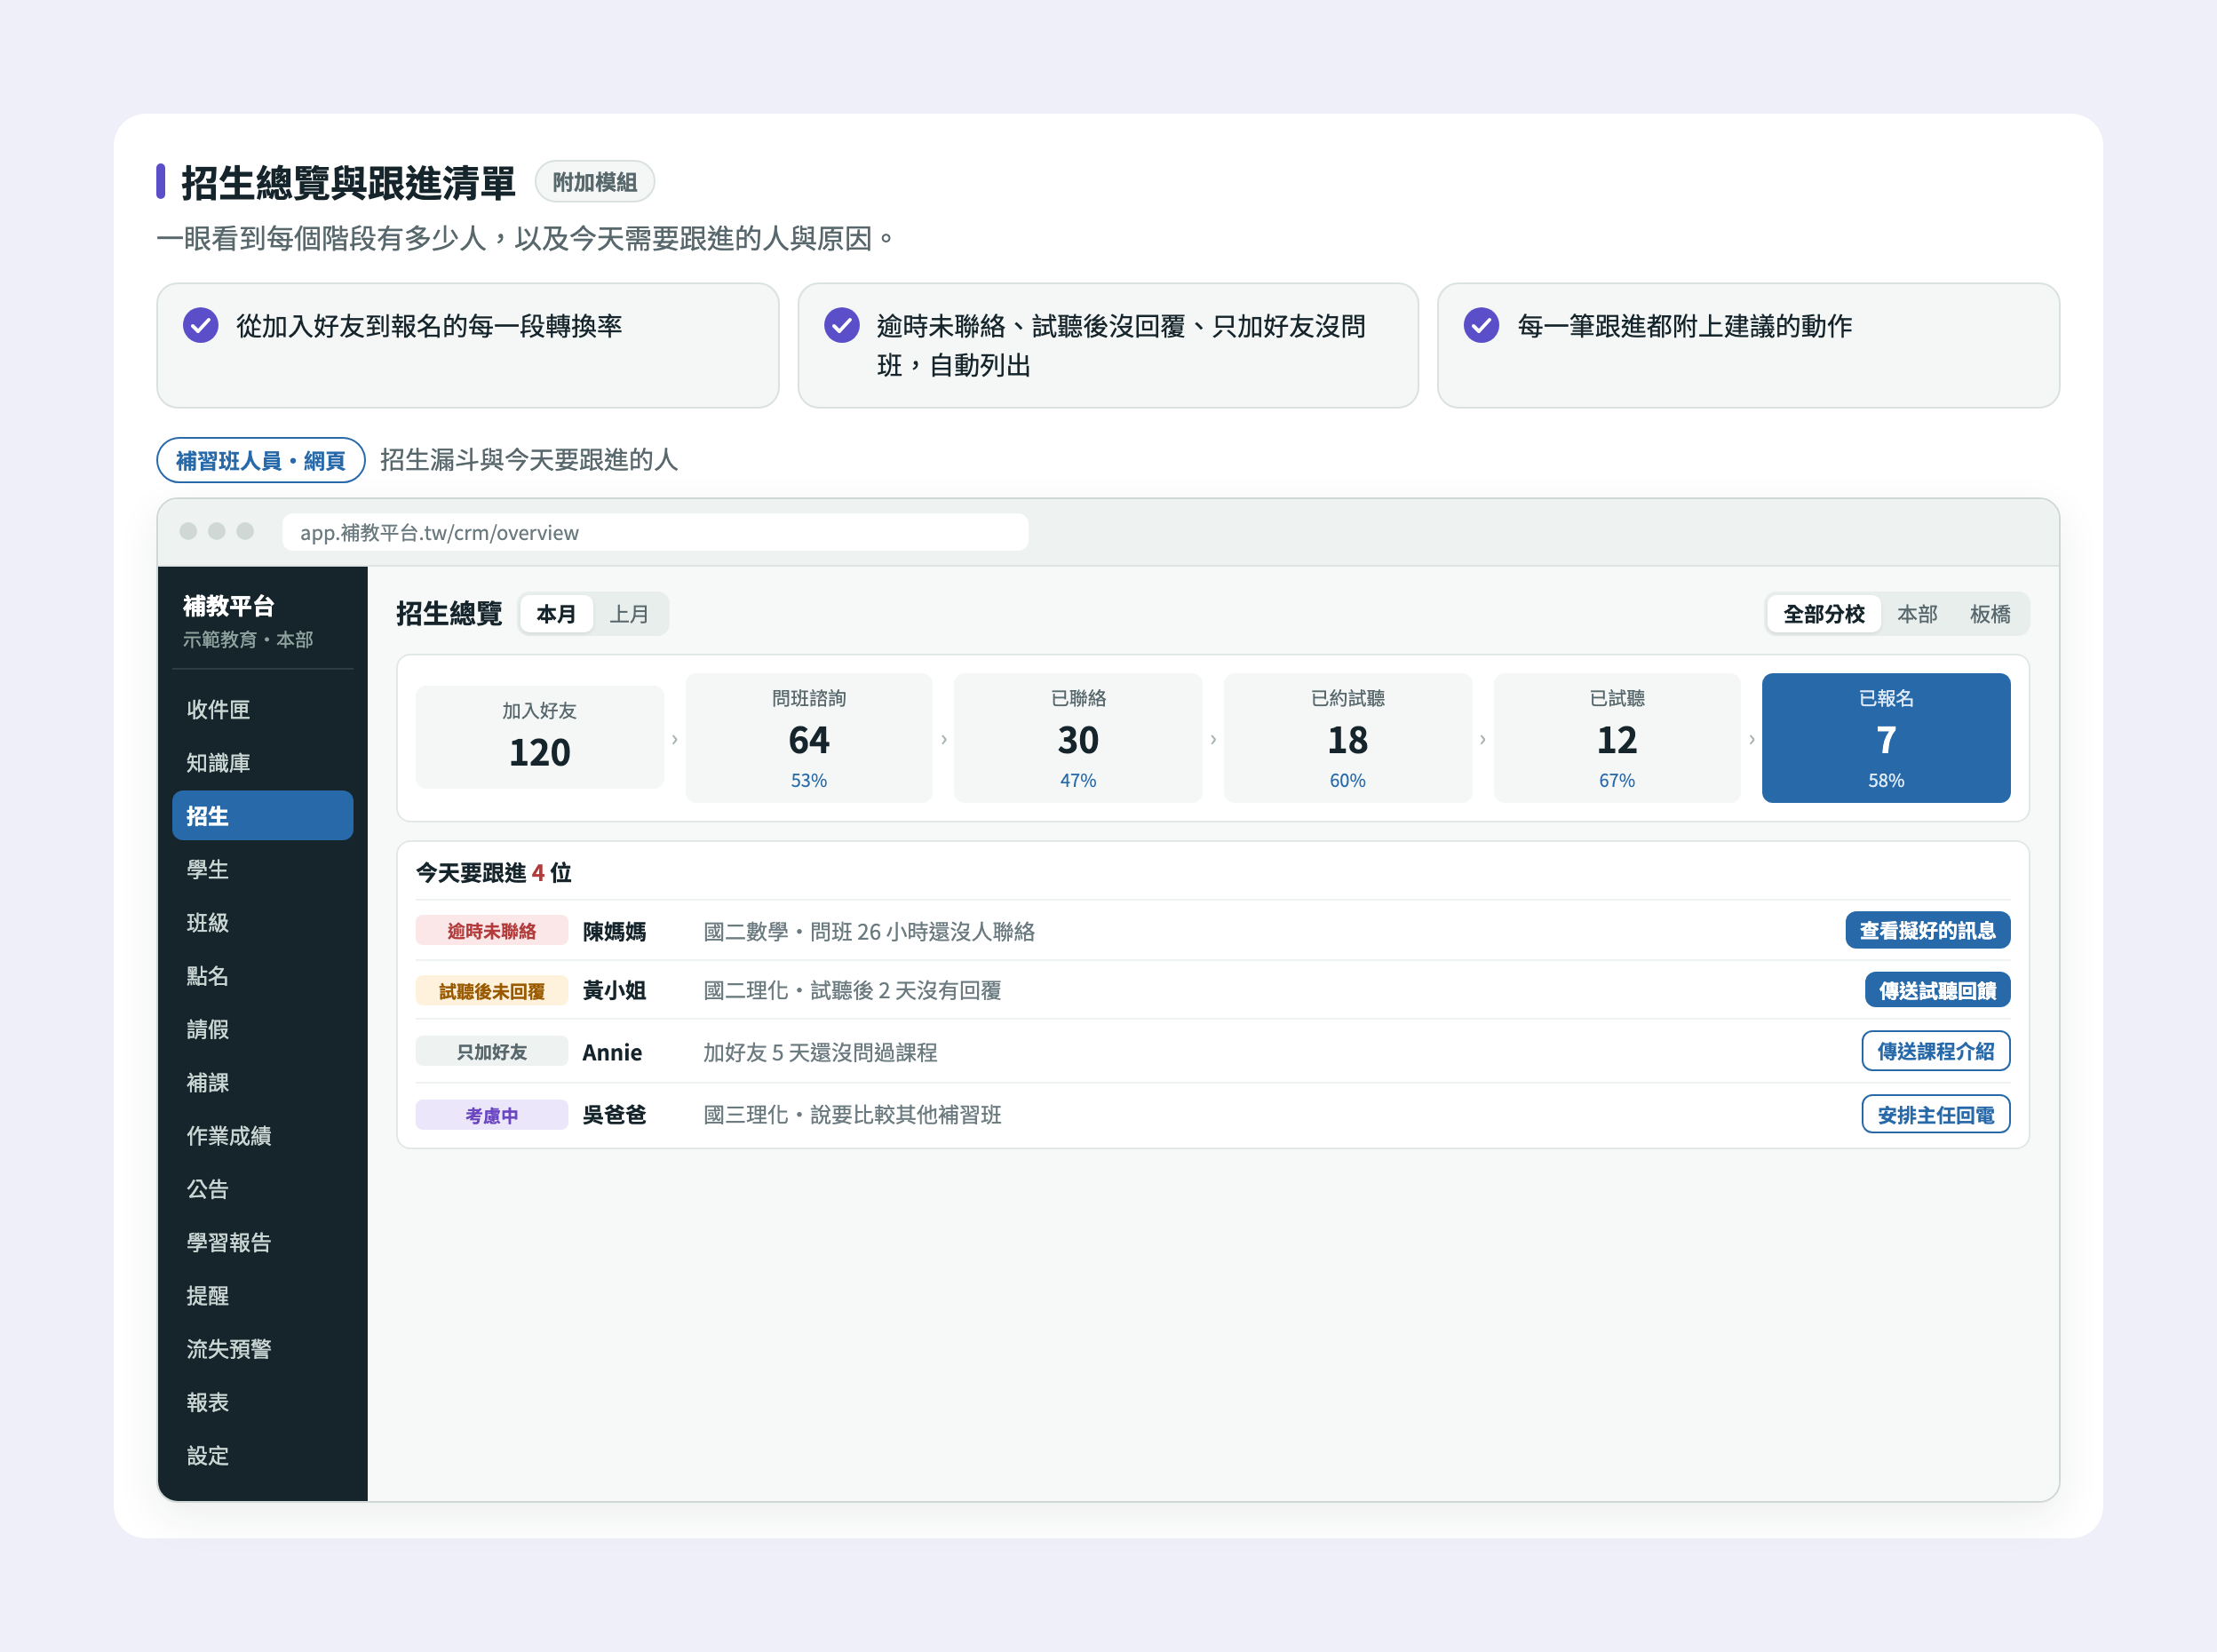 招生總覽與跟進清單 附加模組
一眼看到每個階段有多少人，以及今天需要跟進的人與原因。
從加入好友到報名的每一段轉換率
逾時未聯絡、試聽後沒回覆、只加好友沒問
班，自動列出
每一筆跟進都附上建議的動作
補習班人員・網頁 招生漏斗與今天要跟進的人
app.補教平台.tw/crm/overview
補教平台
示範教育・本部
收件匣
知識庫
招生
學生
班級
點名
請假
補課
作業成績
公告
學習報告
提醒
流失預警
報表
設定
招生總覽 本月 上月 全部分校 本部 板橋
加入好友
120
›
問班諮詢
64
53%
›
已聯絡
30
47%
›
已約試聽
18
60%
›
已試聽
12
67%
›
已報名
7
58%
今天要跟進 4 位
逾時未聯絡 陳媽媽 國二數學・問班 26 小時還沒人聯絡 查看擬好的訊息
試聽後未回覆 黃小姐 國二理化・試聽後 2 天沒有回覆 傳送試聽回饋
只加好友 Annie 加好友 5 天還沒問過課程 傳送課程介紹
考慮中 吳爸爸 國三理化・說要比較其他補習班 安排主任回電